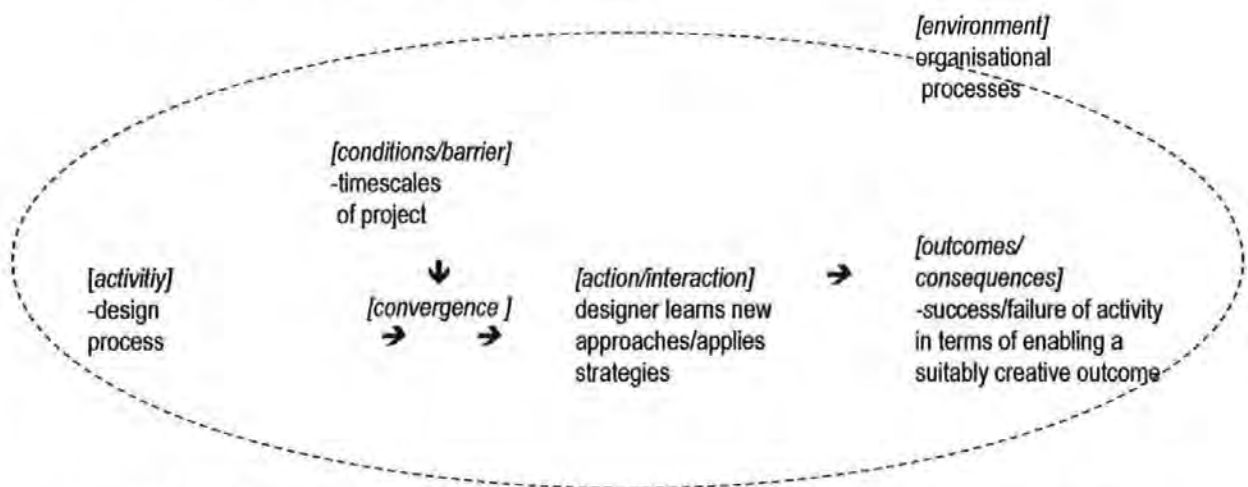 [environment]
organisational
processes
[conditions/barrier]
-timescales
of project
[activitiy]
-design
process
[convergence ]
[action/interaction]
designer learns new
approaches/applies
strategies
[outcomes/
consequences]
-success/failure of activity
in terms of enabling a
suitably creative outcome